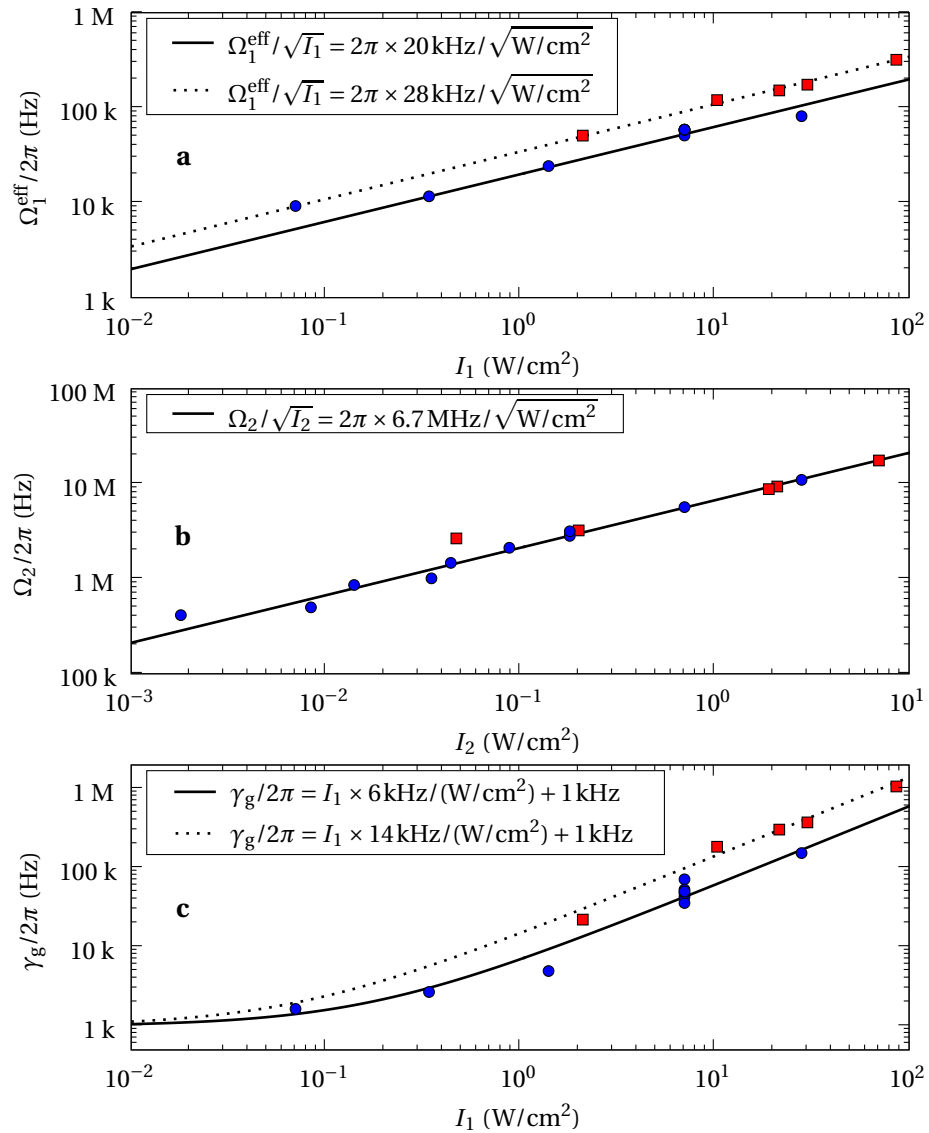 1 M
100 k
10 k
1 k
Ω₁ᵉᶠᶠ/2π (Hz)
Ω₁ᵉᶠᶠ/√I₁ = 2π × 20 kHz/√W/cm²
Ω₁ᵉᶠᶠ/√I₁ = 2π × 28 kHz/√W/cm²
a
10⁻² 10⁻¹ 10⁰ 10¹ 10²
I₁ (W/cm²)
100 M
10 M
1 M
100 k
Ω₂/2π (Hz)
Ω₂/√I₂ = 2π × 6.7 MHz/√W/cm²
b
10⁻³ 10⁻² 10⁻¹ 10⁰ 10¹
I₂ (W/cm²)
1 M
100 k
10 k
1 k
γg/2π (Hz)
γg/2π = I₁ × 6 kHz/(W/cm²) + 1 kHz
γg/2π = I₁ × 14 kHz/(W/cm²) + 1 kHz
c
10⁻² 10⁻¹ 10⁰ 10¹ 10²
I₁ (W/cm²)